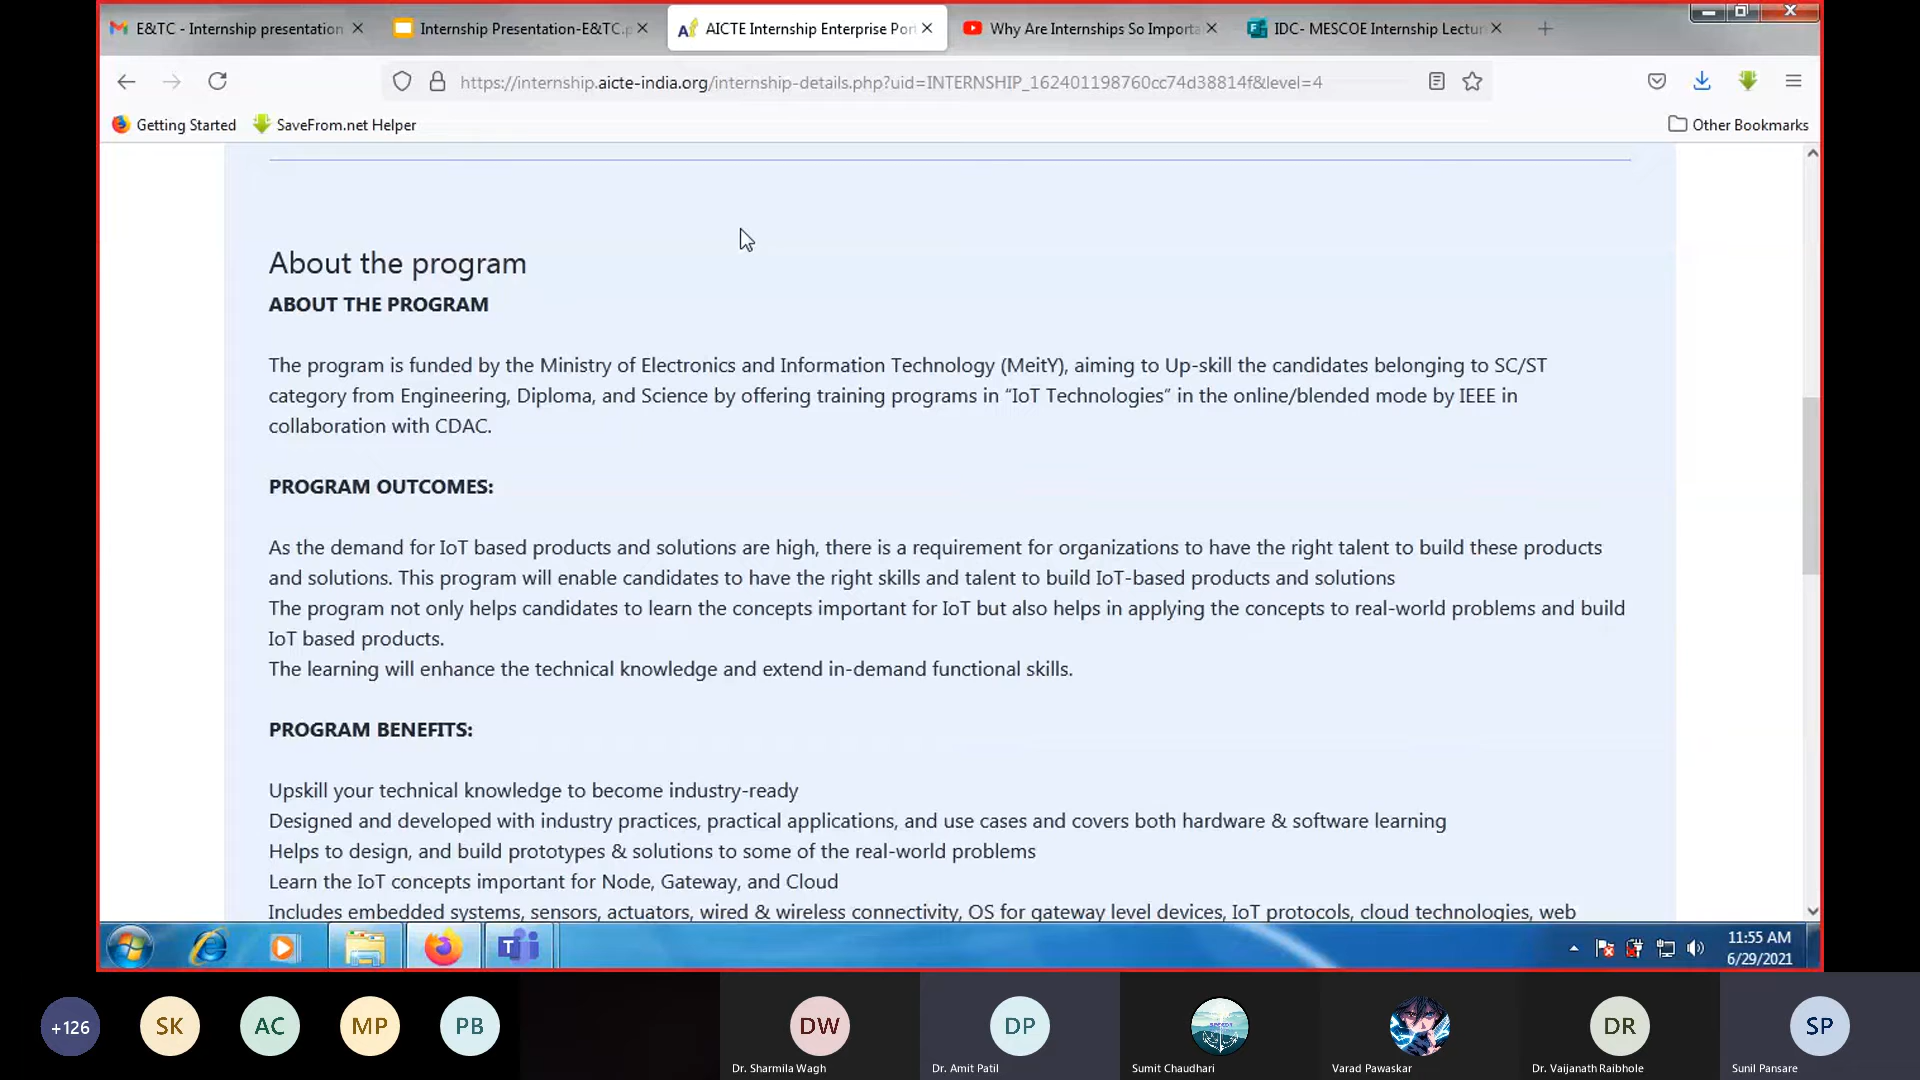 E&TC - Internship presentation
Internship Presentation-E&TC.p
AICTE Internship Enterprise Por
Why Are Internships So Importa
IDC- MESCOE Internship Lectur
https://internship.aicte-india.org/internship-details.php?uid=INTERNSHIP_162401198760cc74d38814f&level=4
Getting Started
SaveFrom.net Helper
Other Bookmarks
About the program
ABOUT THE PROGRAM
The program is funded by the Ministry of Electronics and Information Technology (MeitY), aiming to Up-skill the candidates belonging to SC/ST
category from Engineering, Diploma, and Science by offering training programs in “IoT Technologies” in the online/blended mode by IEEE in
collaboration with CDAC.
PROGRAM OUTCOMES:
As the demand for IoT based products and solutions are high, there is a requirement for organizations to have the right talent to build these products
and solutions. This program will enable candidates to have the right skills and talent to build IoT-based products and solutions
The program not only helps candidates to learn the concepts important for IoT but also helps in applying the concepts to real-world problems and build
IoT based products.
The learning will enhance the technical knowledge and extend in-demand functional skills.
PROGRAM BENEFITS:
Upskill your technical knowledge to become industry-ready
Designed and developed with industry practices, practical applications, and use cases and covers both hardware & software learning
Helps to design, and build prototypes & solutions to some of the real-world problems
Learn the IoT concepts important for Node, Gateway, and Cloud
Includes embedded systems, sensors, actuators, wired & wireless connectivity, OS for gateway level devices, IoT protocols, cloud technologies, web
11:55 AM
6/29/2021
+126
SK
AC
MP
PB
DW
DP
DR
SP
Dr. Sharmila Wagh
Dr. Amit Patil
Sumit Chaudhari
Varad Pawaskar
Dr. Vaijanath Raibhole
Sunil Pansare